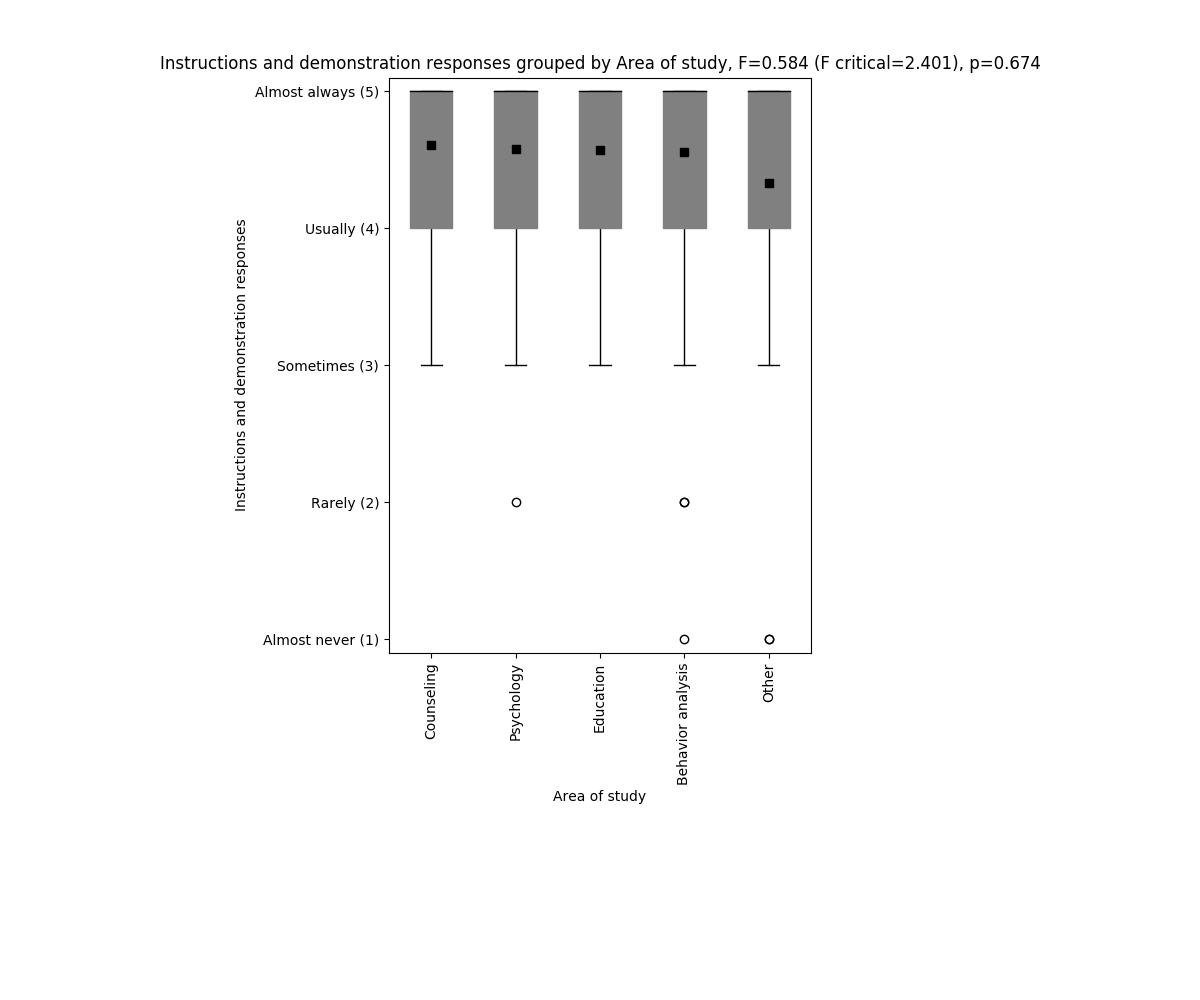 Instructions and demonstration responses grouped by Area of study, F=0.584 (F critical=2.401), p=0.674
Instructions and demonstration responses
Almost always (5)
Usually (4)
Sometimes (3)
Rarely (2)
Almost never (1)
Counseling
Psychology
Education
Behavior analysis
Other
Area of study